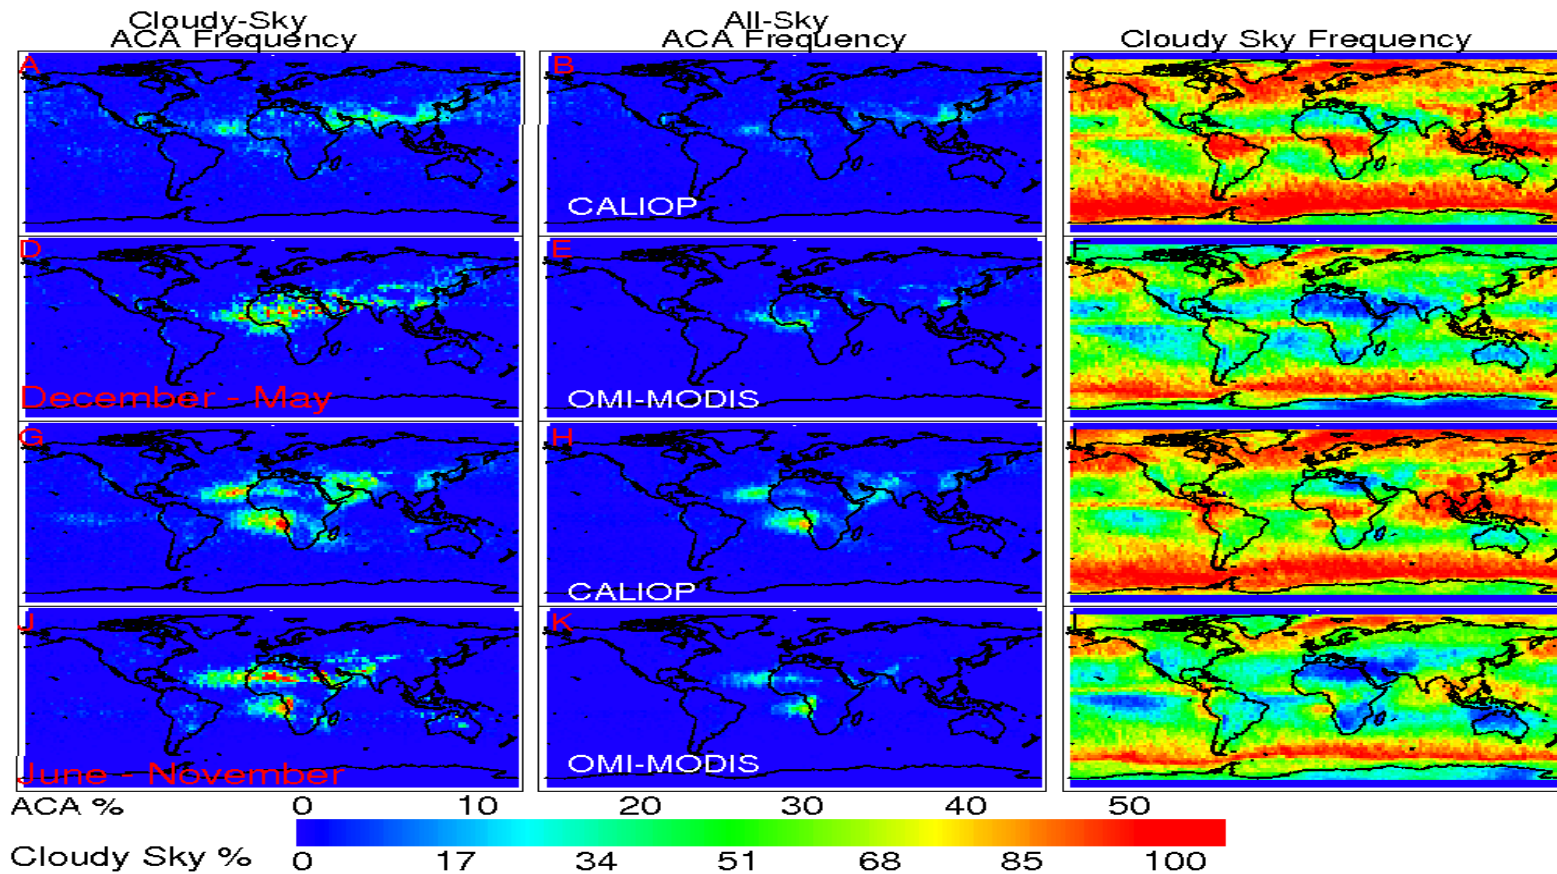 Cloudy-Sky
ACA Frequency
All-Sky
ACA Frequency
Cloudy Sky Frequency
A
B
C
CALIOP
D
E
F
December - May
OMI-MODIS
G
H
I
CALIOP
J
K
L
June - November
OMI-MODIS
ACA % 0 10 20 30 40 50
Cloudy Sky % 0 17 34 51 68 85 100